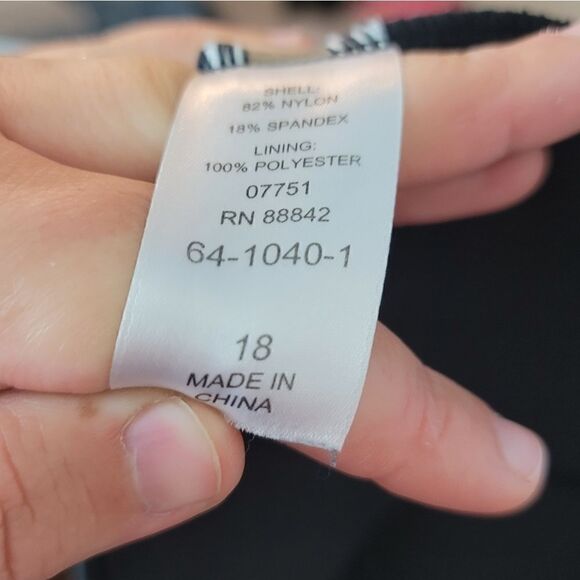 SHELL:
82% NYLON
18% SPANDEX
LINING:
100% POLYESTER
07751
RN 88842
64-1040-1
18
MADE IN
CHINA